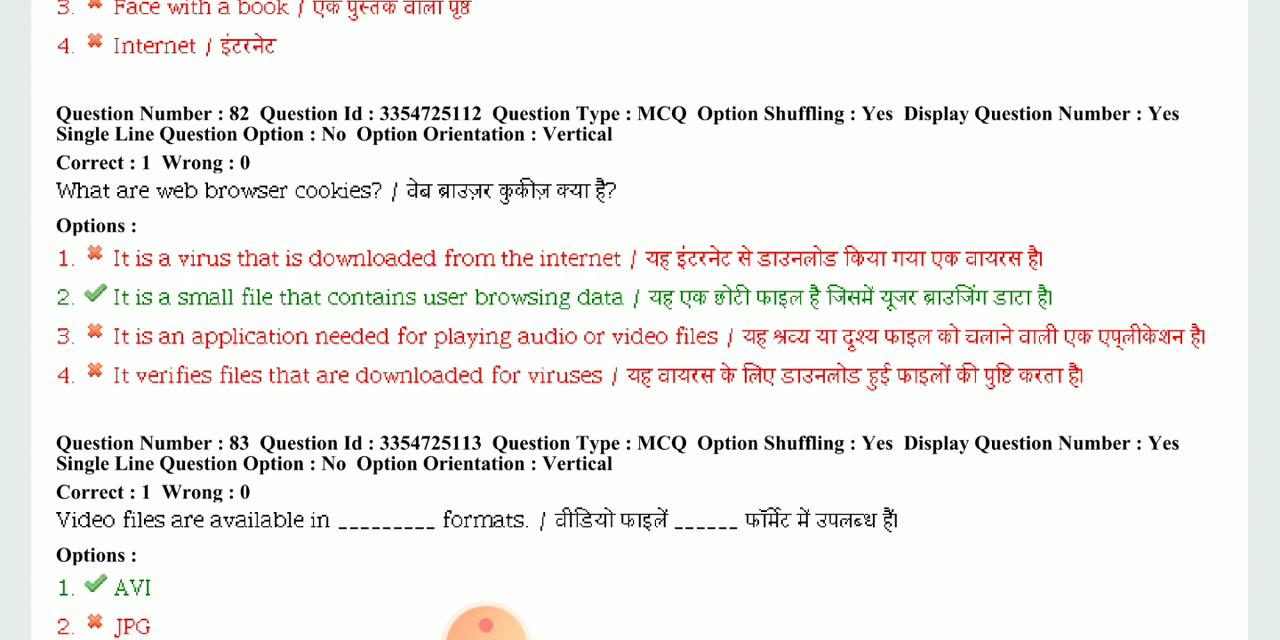 3. Face with a book / एक पुस्तक वाला पृष्ठ
4. Internet / इंटरनेट
Question Number : 82 Question Id : 3354725112 Question Type : MCQ Option Shuffling : Yes Display Question Number : Yes
Single Line Question Option : No Option Orientation : Vertical
Correct : 1 Wrong : 0
What are web browser cookies? / वेब ब्राउज़र कुकीज़ क्या है?
Options :
1. It is a virus that is downloaded from the internet / यह इंटरनेट से डाउनलोड किया गया एक वायरस है।
2. It is a small file that contains user browsing data / यह एक छोटी फाइल है जिसमें यूजर ब्राउजिंग डाटा है।
3. It is an application needed for playing audio or video files / यह श्रव्य या दृश्य फाइल को चलाने वाली एक एप्लीकेशन है।
4. It verifies files that are downloaded for viruses / यह वायरस के लिए डाउनलोड हुई फाइलों की पुष्टि करता है।
Question Number : 83 Question Id : 3354725113 Question Type : MCQ Option Shuffling : Yes Display Question Number : Yes
Single Line Question Option : No Option Orientation : Vertical
Correct : 1 Wrong : 0
Video files are available in _________ formats. / वीडियो फाइलें ______ फॉर्मेट में उपलब्ध हैं।
Options :
1. AVI
2. JPG